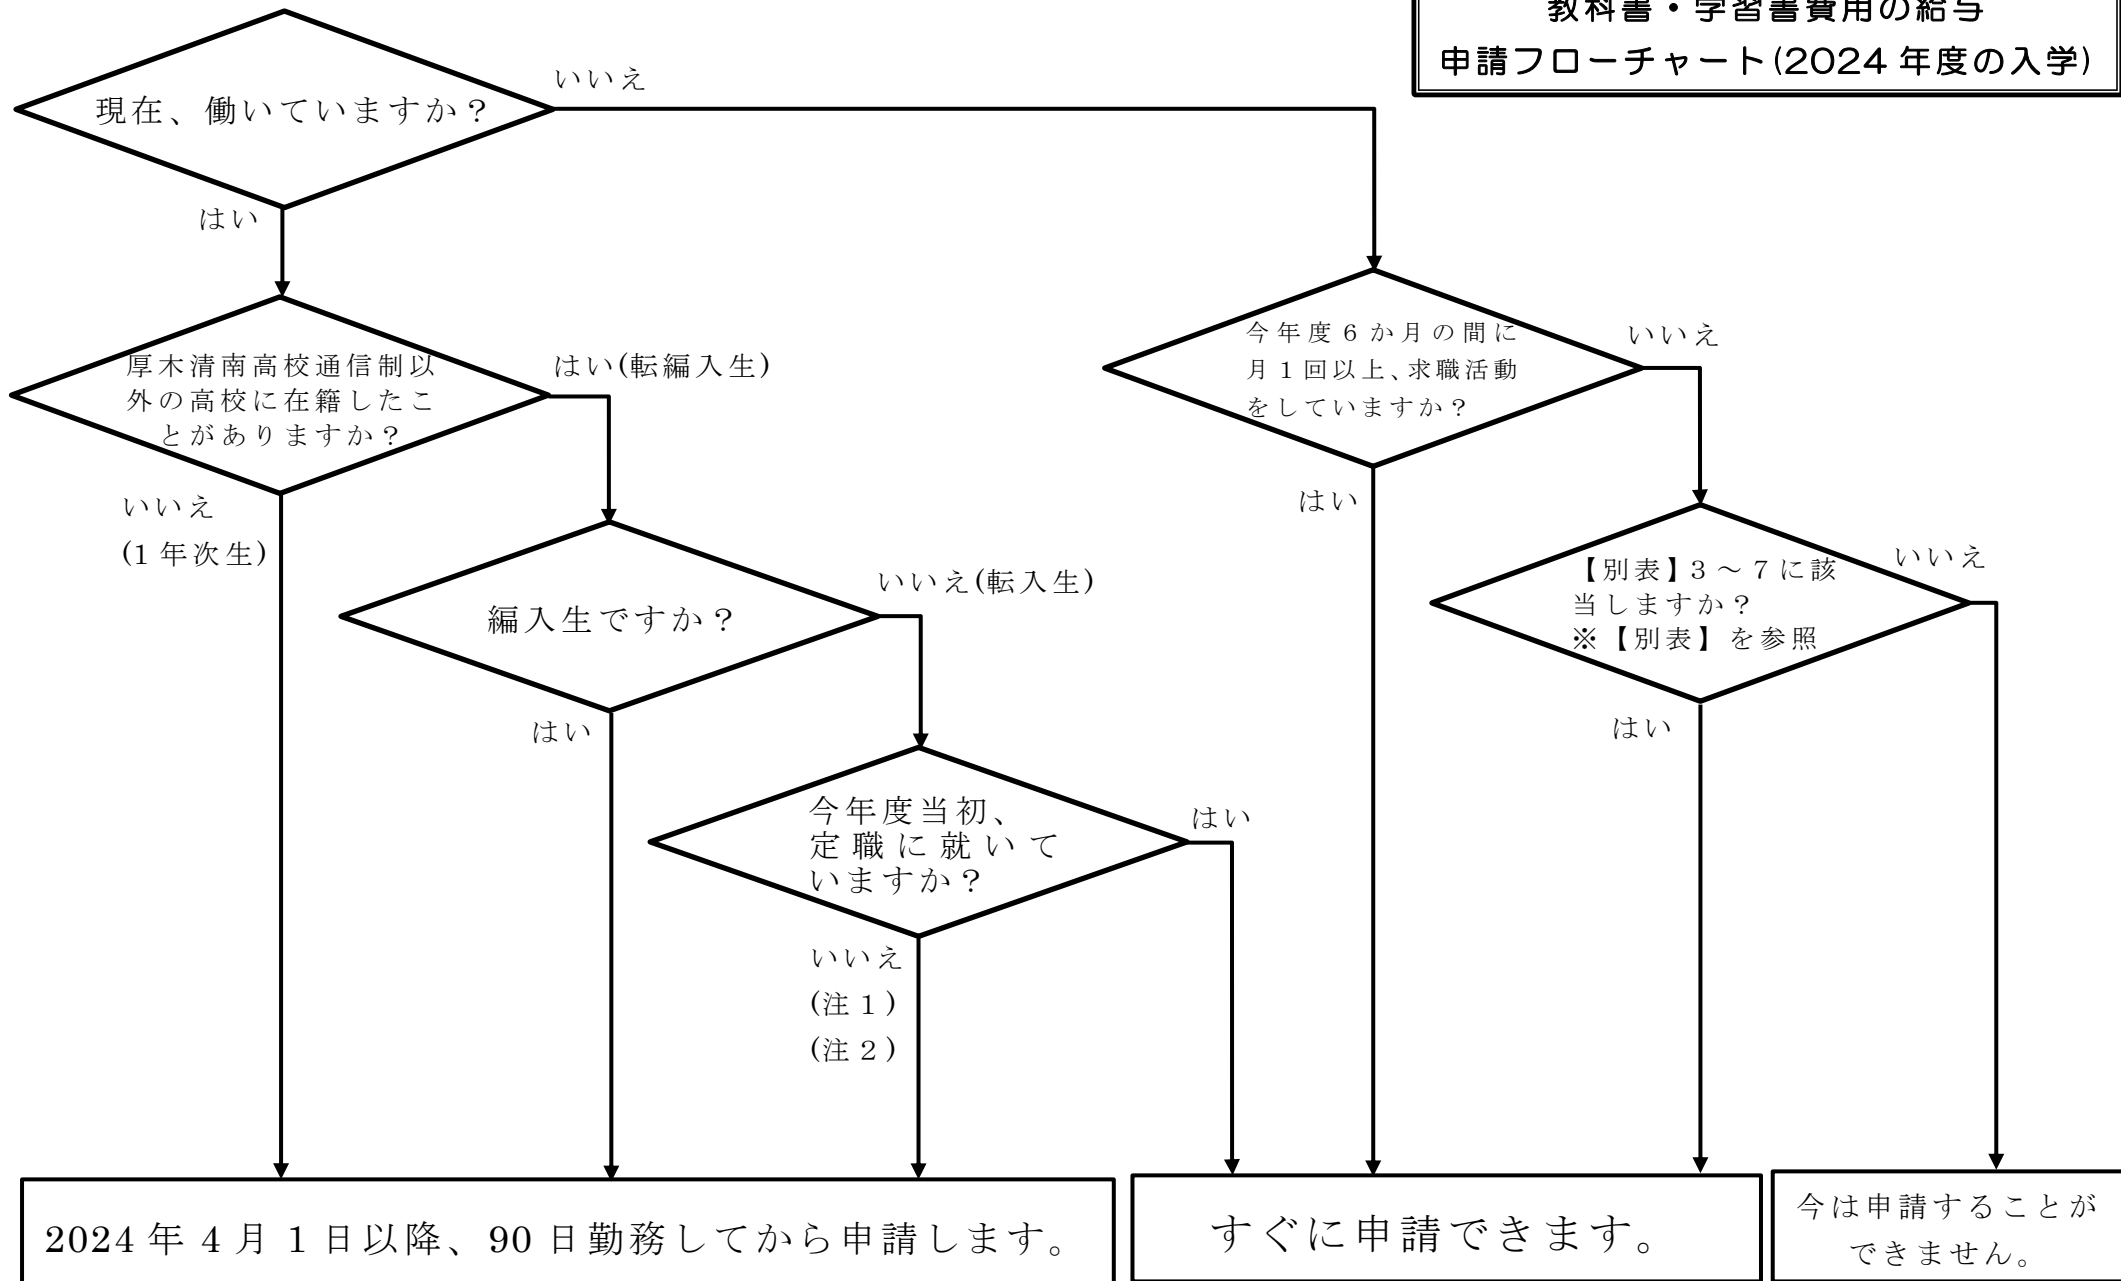 教科書・学習書費用の給与
申請フローチャート(2024 年度の入学)
現在、働いていますか？
いいえ
はい
厚木清南高校通信制以
外の高校に在籍したこ
とがありますか？
はい(転編入生)
いいえ
(1 年次生)
今年度６か月の間に
月１回以上、求職活動
をしていますか？
いいえ
はい
編入生ですか？
いいえ(転入生)
はい
【別表】３～７に該
当しますか？
※【別表】を参照
いいえ
はい
今年度当初、
定職に就いて
いますか？
はい
いいえ
(注１)
(注２)
2024 年 4 月 1 日以降、90 日勤務してから申請します。
すぐに申請できます。
今は申請することが
できません。